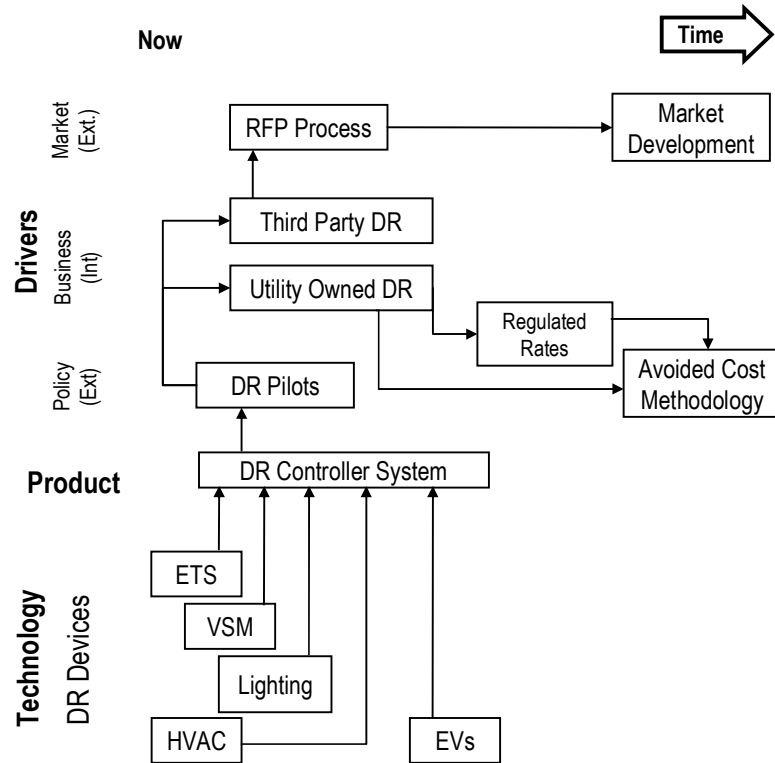 Now
Time
Market
(Ext.)
RFP Process
Market
Development
Drivers
Business
(Int)
Third Party DR
Utility Owned DR
Regulated
Rates
Policy
(Ext)
DR Pilots
Avoided Cost
Methodology
Product
DR Controller System
Technology
DR Devices
ETS
VSM
Lighting
HVAC
EVs